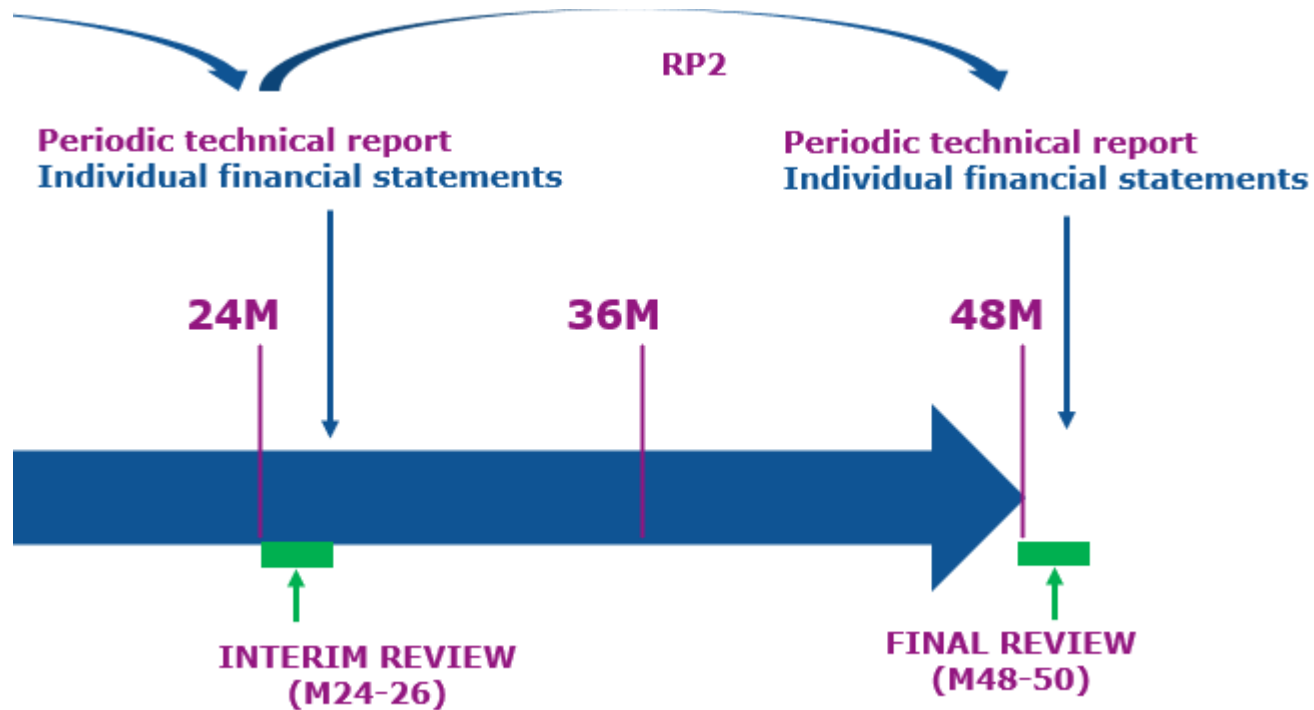 RP2
Periodic technical report
Individual financial statements
Periodic technical report
Individual financial statements
24M
36M
48M
INTERIM REVIEW
(M24-26)
FINAL REVIEW
(M48-50)